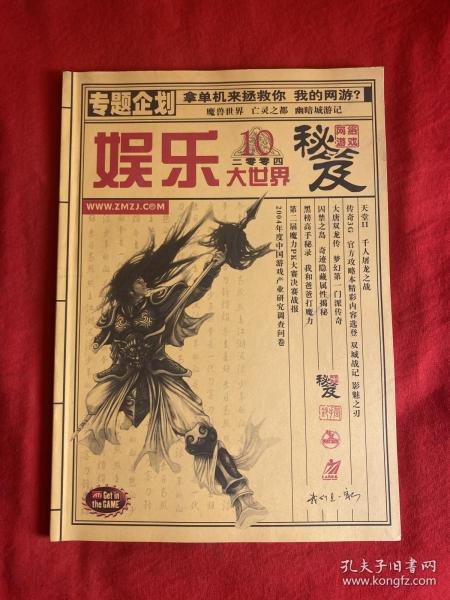 专题企划
拿单机来拯救你 我的网游?
魔兽世界 亡灵之都 幽暗城游记
娱乐
10
二零零四
大世界
网络游戏
秘笈
WWW.ZMZJ.COM
天堂II 千人屠龙之战
传奇3G 官方攻略本精彩内容选登 双城战记 影魅之刃
大唐双龙传 梦幻第一门派传奇
囚禁之岛 奇迹隐藏属性揭秘
黑榜高手秘录 我和爸爸打魔力
第二届魔力PK大赛决赛战报
2004年度中国游戏产业研究调查问卷
秘笈
ATI Get in
the GAME
孔夫子旧书网
www.kongfz.com